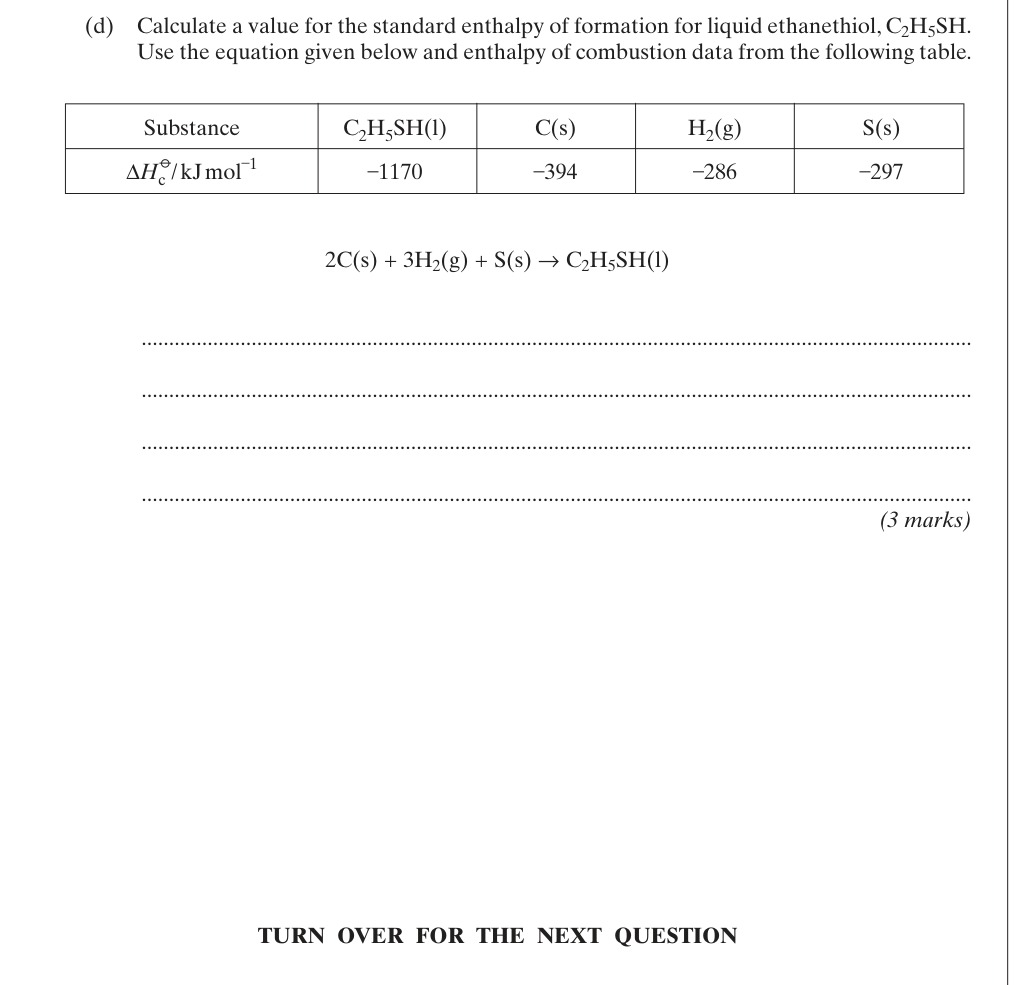 (d) Calculate a value for the standard enthalpy of formation for liquid ethanethiol, C₂H₅SH.
Use the equation given below and enthalpy of combustion data from the following table.
Substance C₂H₅SH(l) C(s) H₂(g) S(s)
ΔH_c^⦵/kJ mol⁻¹ −1170 −394 −286 −297
2C(s) + 3H₂(g) + S(s) → C₂H₅SH(l)
(3 marks)
TURN OVER FOR THE NEXT QUESTION